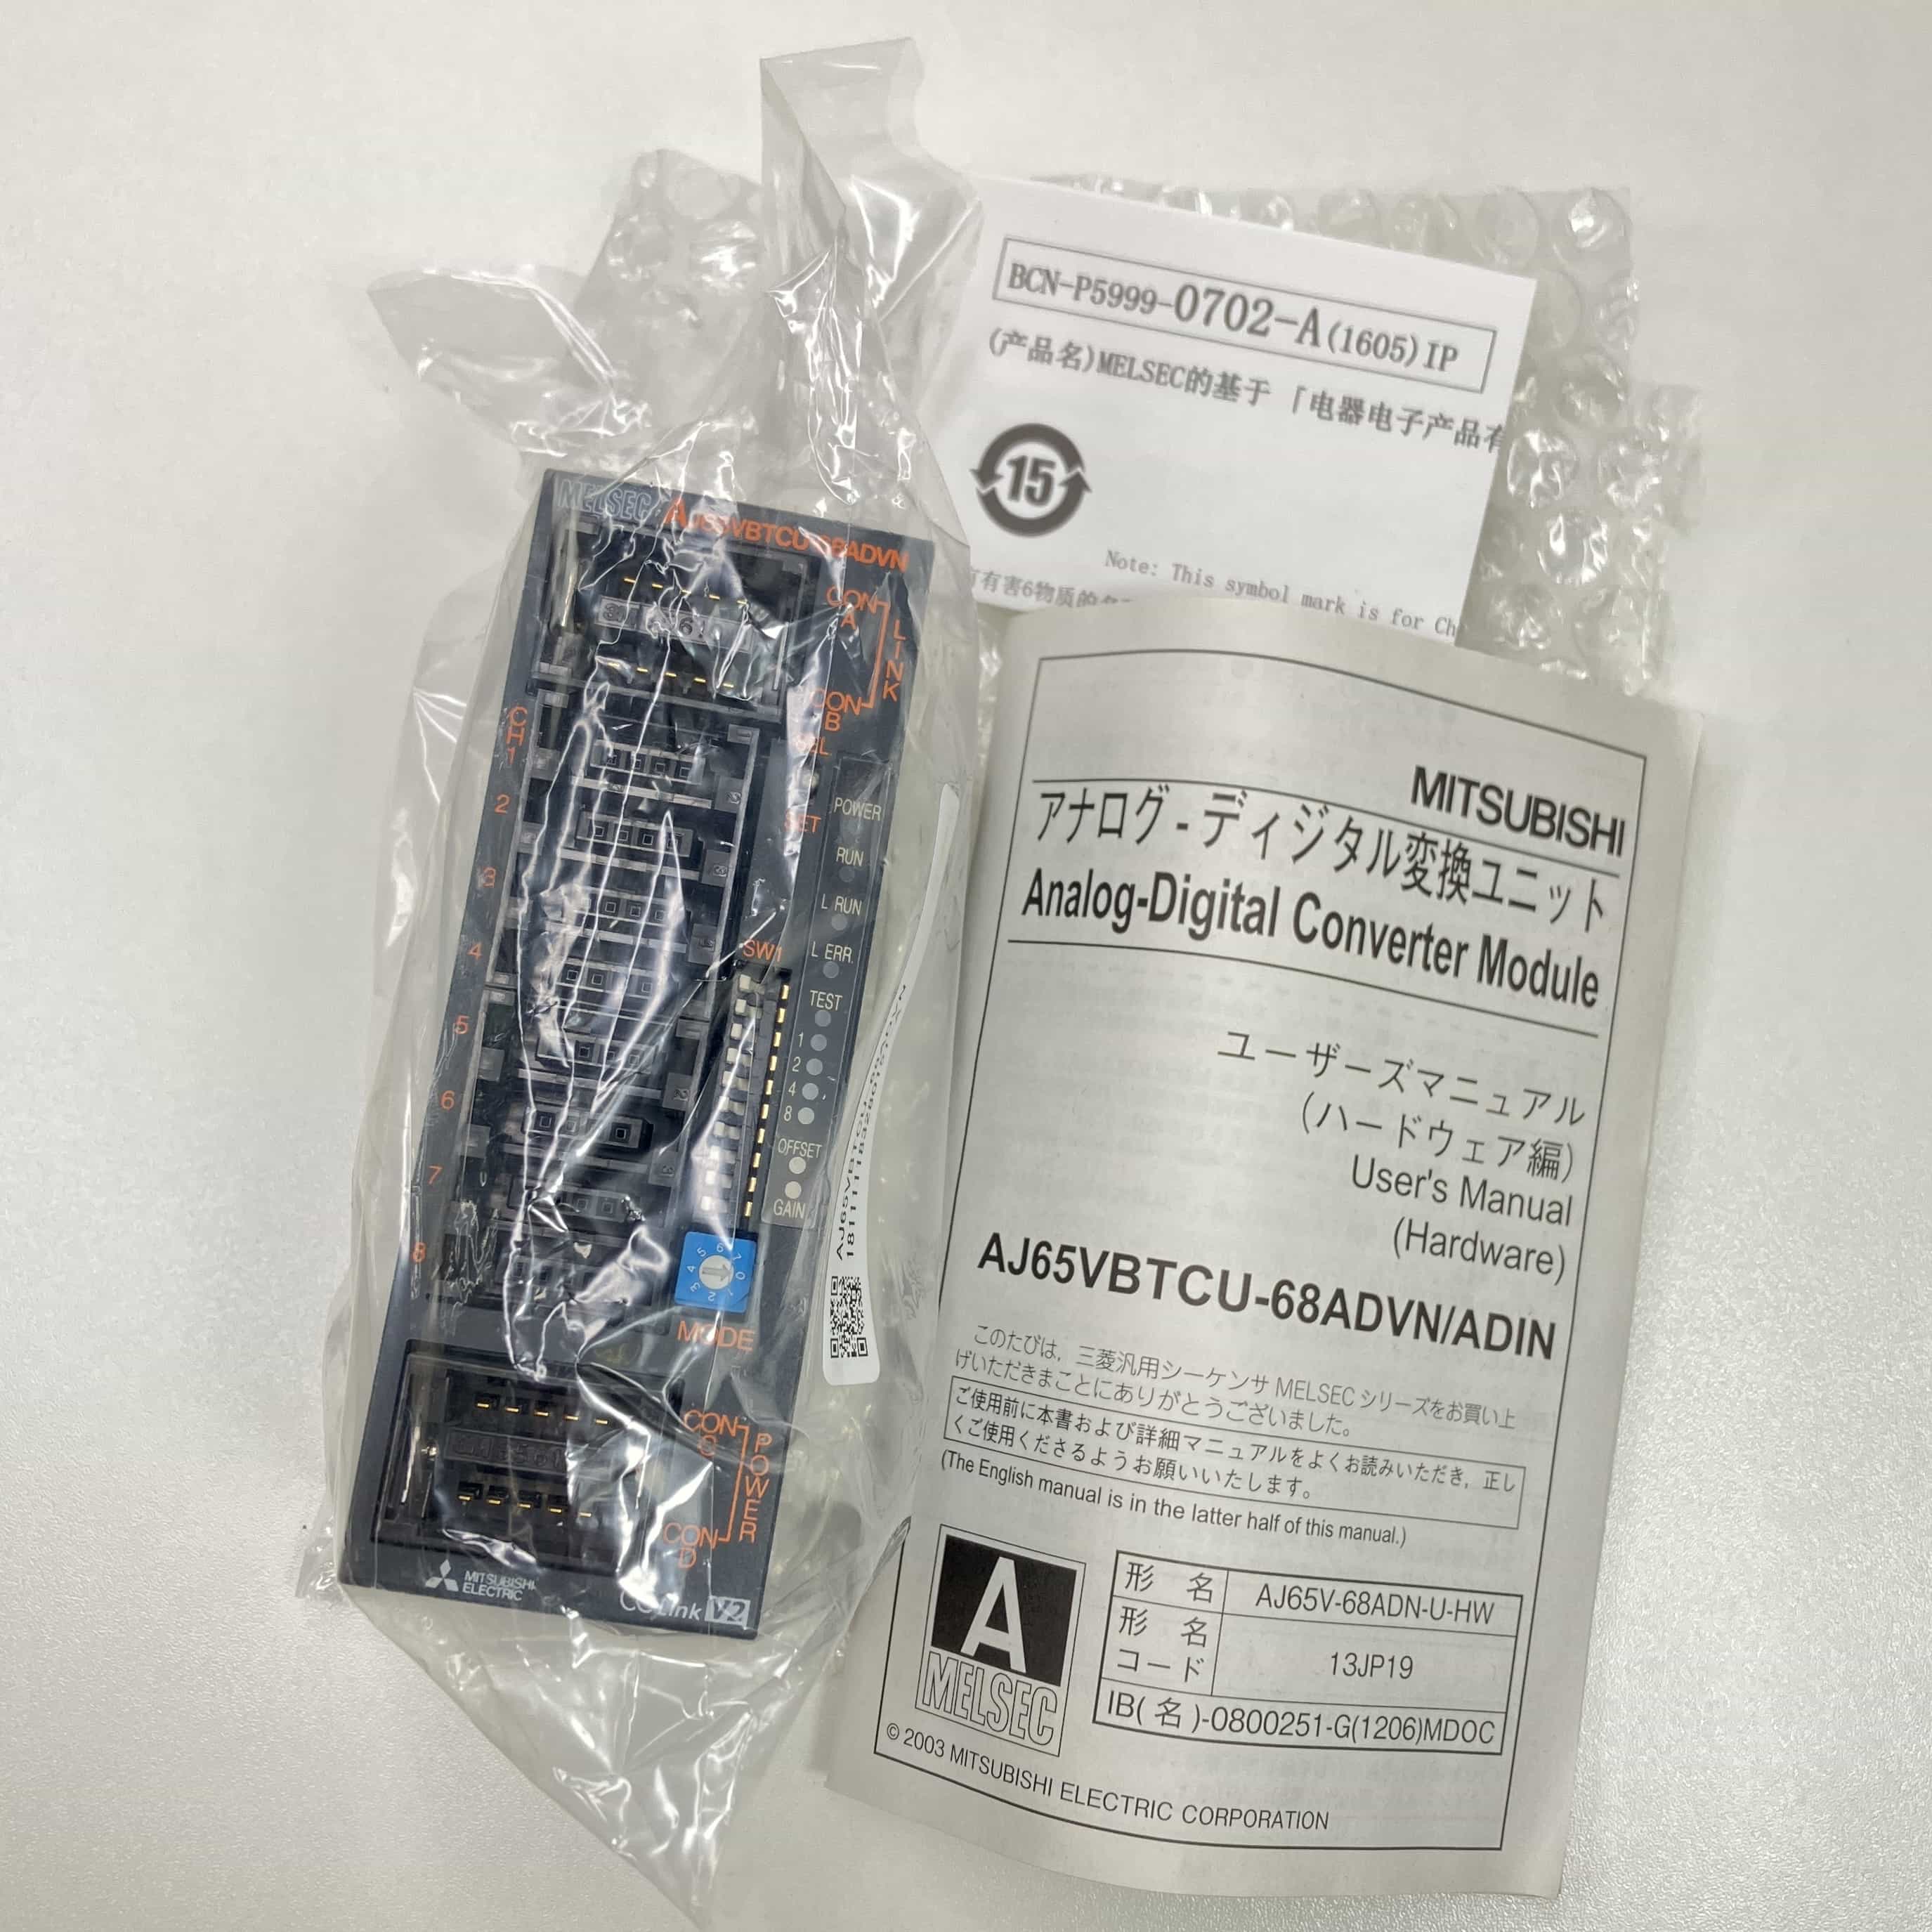 BCN-P5999-0702-A(1605)IP
(产品名)MELSEC的基于「电器电子产品有
15
Note: This symbol mark is for Ch
有害6物质的
MELSEC AJ65VBTCU-68ADVN
CON A
LINK
CON B
CH
1
2
3
4
5
6
7
8
SEL
SET
POWER
RUN
L RUN
L ERR.
TEST
1
2
4
8
OFFSET
GAIN
SW1
MODE
CON C
POWER
CON D
MITSUBISHI
ELECTRIC
CC-Link V2
MITSUBISHI
アナログ-ディジタル変換ユニット
Analog-Digital Converter Module
ユーザーズマニュアル
(ハードウェア編)
User's Manual
(Hardware)
AJ65VBTCU-68ADVN/ADIN
このたびは，三菱汎用シーケンサ MELSEC シリーズをお買い上
げいただきまことにありがとうございました。
ご使用前に本書および詳細マニュアルをよくお読みいただき，正し
くご使用くださるようお願いいたします。
(The English manual is in the latter half of this manual.)
A
MELSEC
形 名 AJ65V-68ADN-U-HW
形 名
コード 13JP19
IB(名)-0800251-G(1206)MDOC
© 2003 MITSUBISHI ELECTRIC CORPORATION